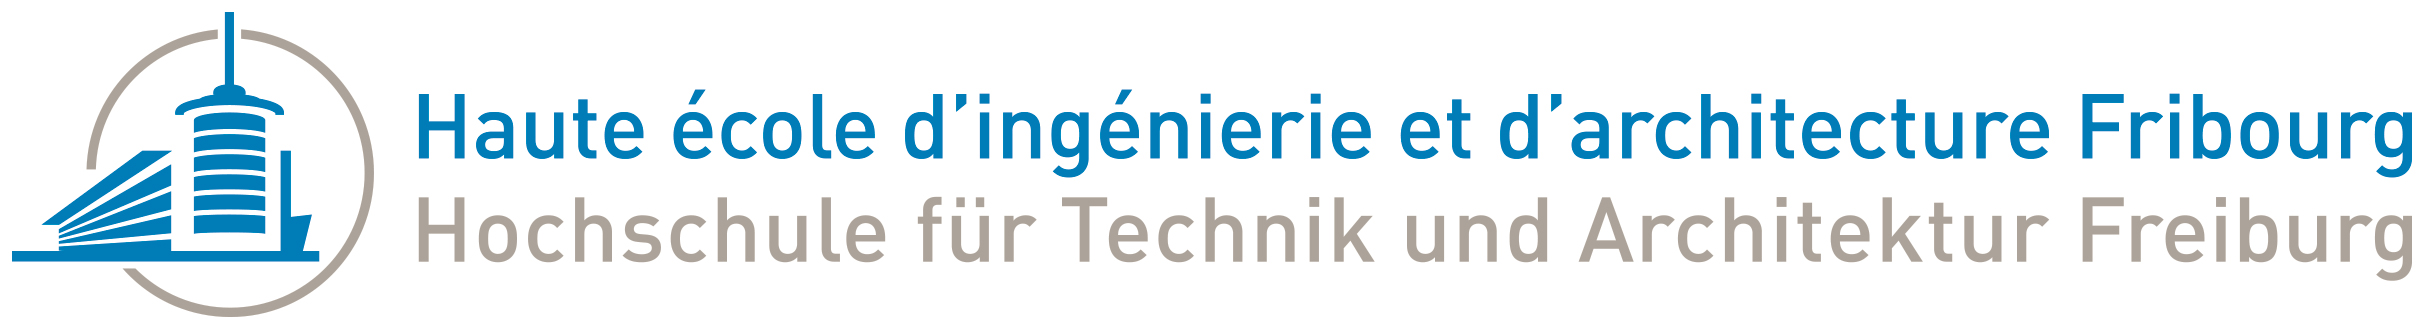 Haute école d’ingénierie et d’architecture Fribourg
Hochschule für Technik und Architektur Freiburg